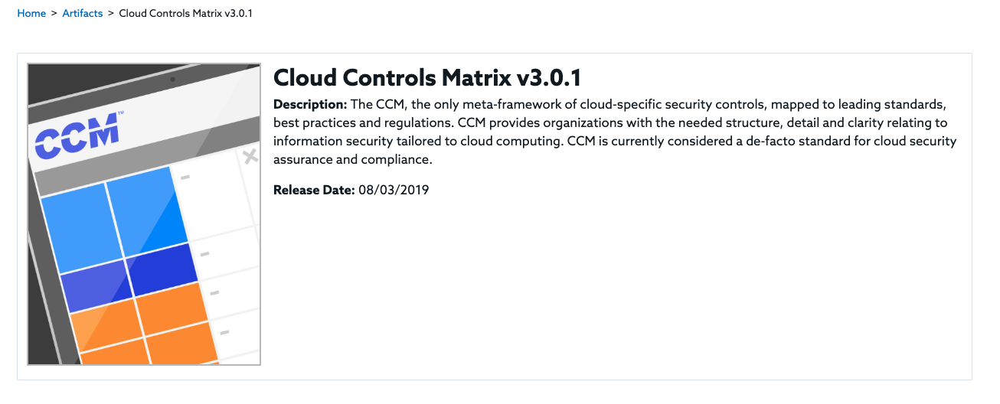 Home > Artifacts > Cloud Controls Matrix v3.0.1
CCM™
Cloud Controls Matrix v3.0.1
Description: The CCM, the only meta-framework of cloud-specific security controls, mapped to leading standards,
best practices and regulations. CCM provides organizations with the needed structure, detail and clarity relating to
information security tailored to cloud computing. CCM is currently considered a de-facto standard for cloud security
assurance and compliance.
Release Date: 08/03/2019